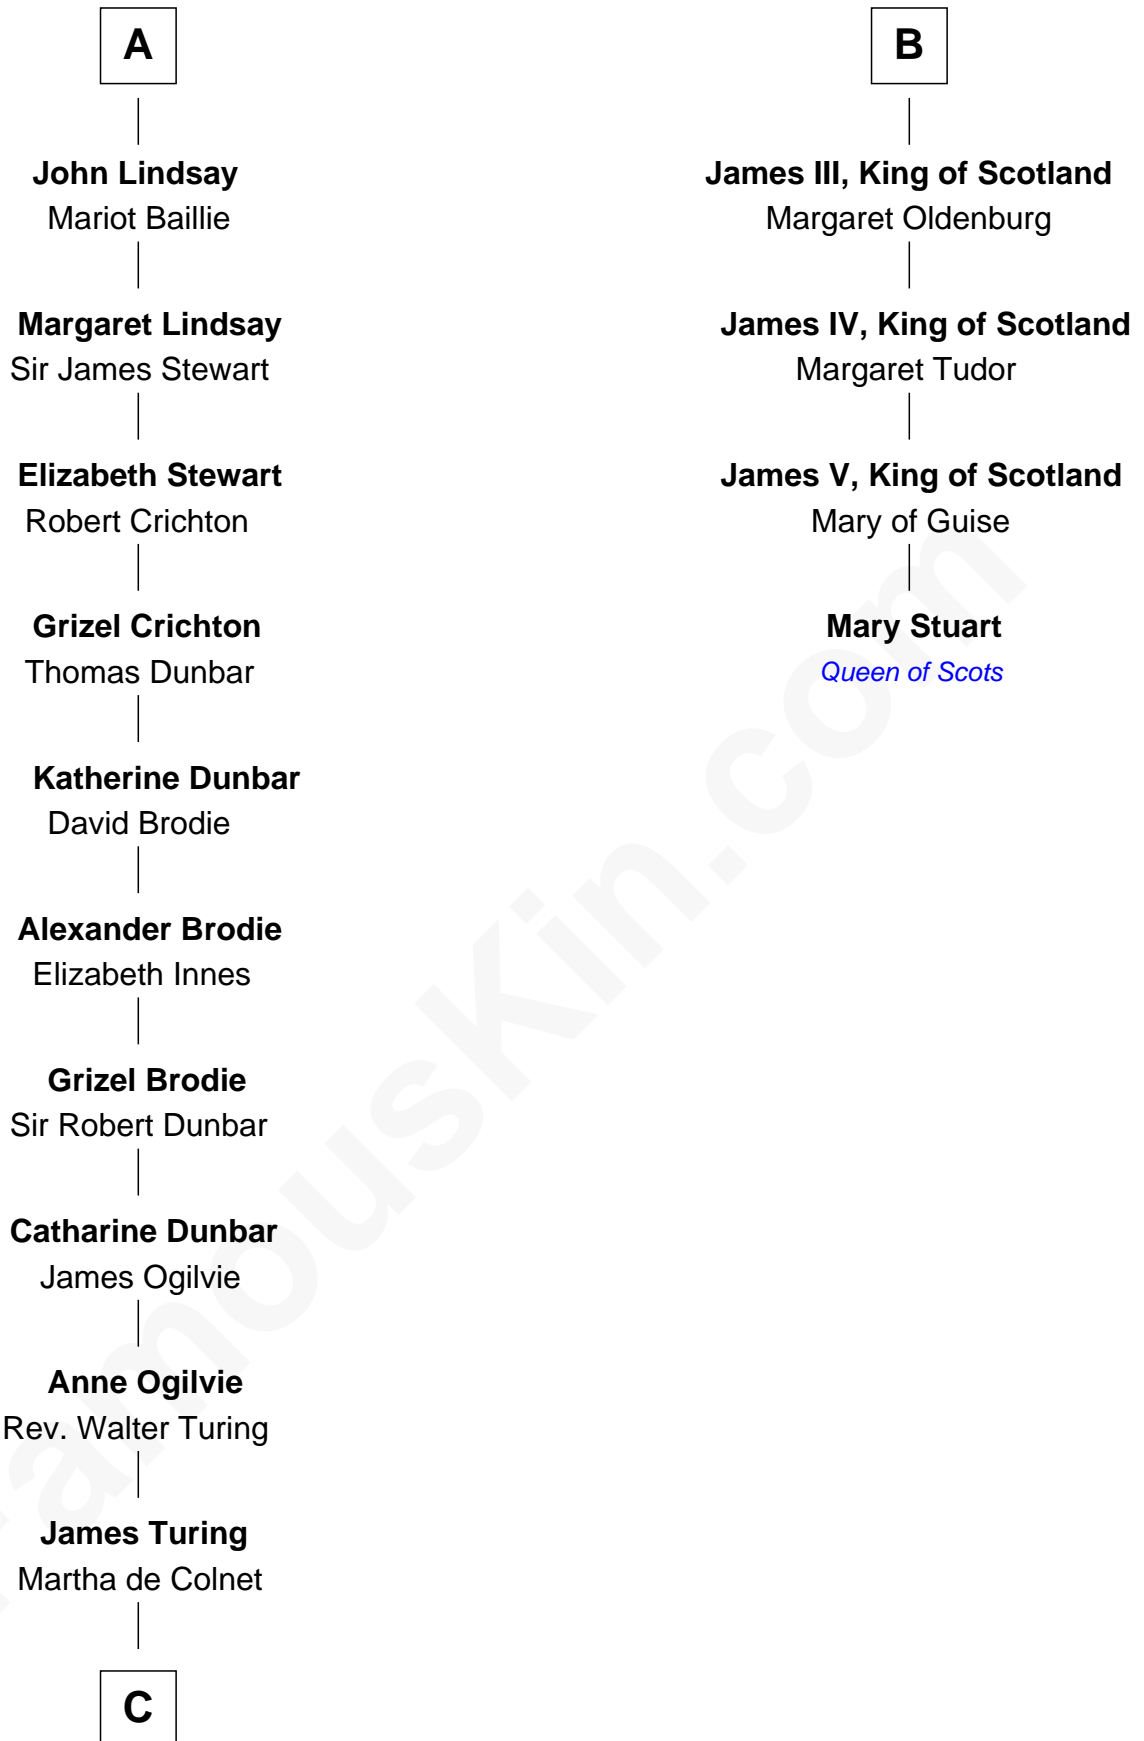 A
John Lindsay
Mariot Baillie
Margaret Lindsay
Sir James Stewart
Elizabeth Stewart
Robert Crichton
Grizel Crichton
Thomas Dunbar
Katherine Dunbar
David Brodie
Alexander Brodie
Elizabeth Innes
Grizel Brodie
Sir Robert Dunbar
Catharine Dunbar
James Ogilvie
Anne Ogilvie
Rev. Walter Turing
James Turing
Martha de Colnet
C
B
James III, King of Scotland
Margaret Oldenburg
James IV, King of Scotland
Margaret Tudor
James V, King of Scotland
Mary of Guise
Mary Stuart
Queen of Scots
FamousKin.com